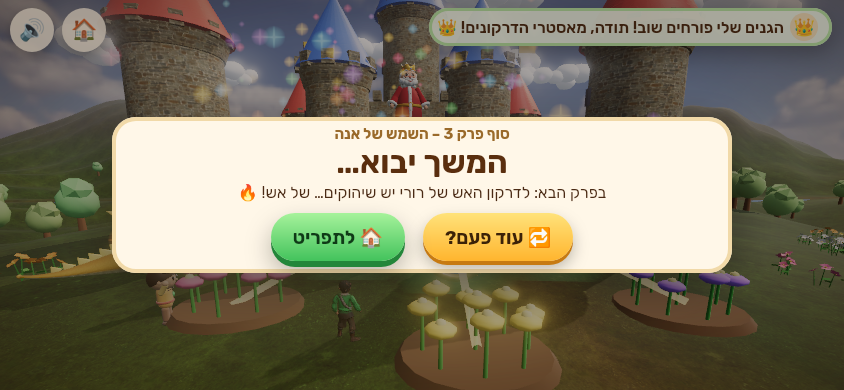 👑 הגנים שלי פורחים שוב! תודה, מאסטרי הדרקונים! 👑
סוף פרק 3 – השמש של אנה
המשך יבוא...
בפרק הבא: לדרקון האש של רורי יש שיהוקים... של אש! 🔥
🔁 עוד פעם?
🏠 לתפריט